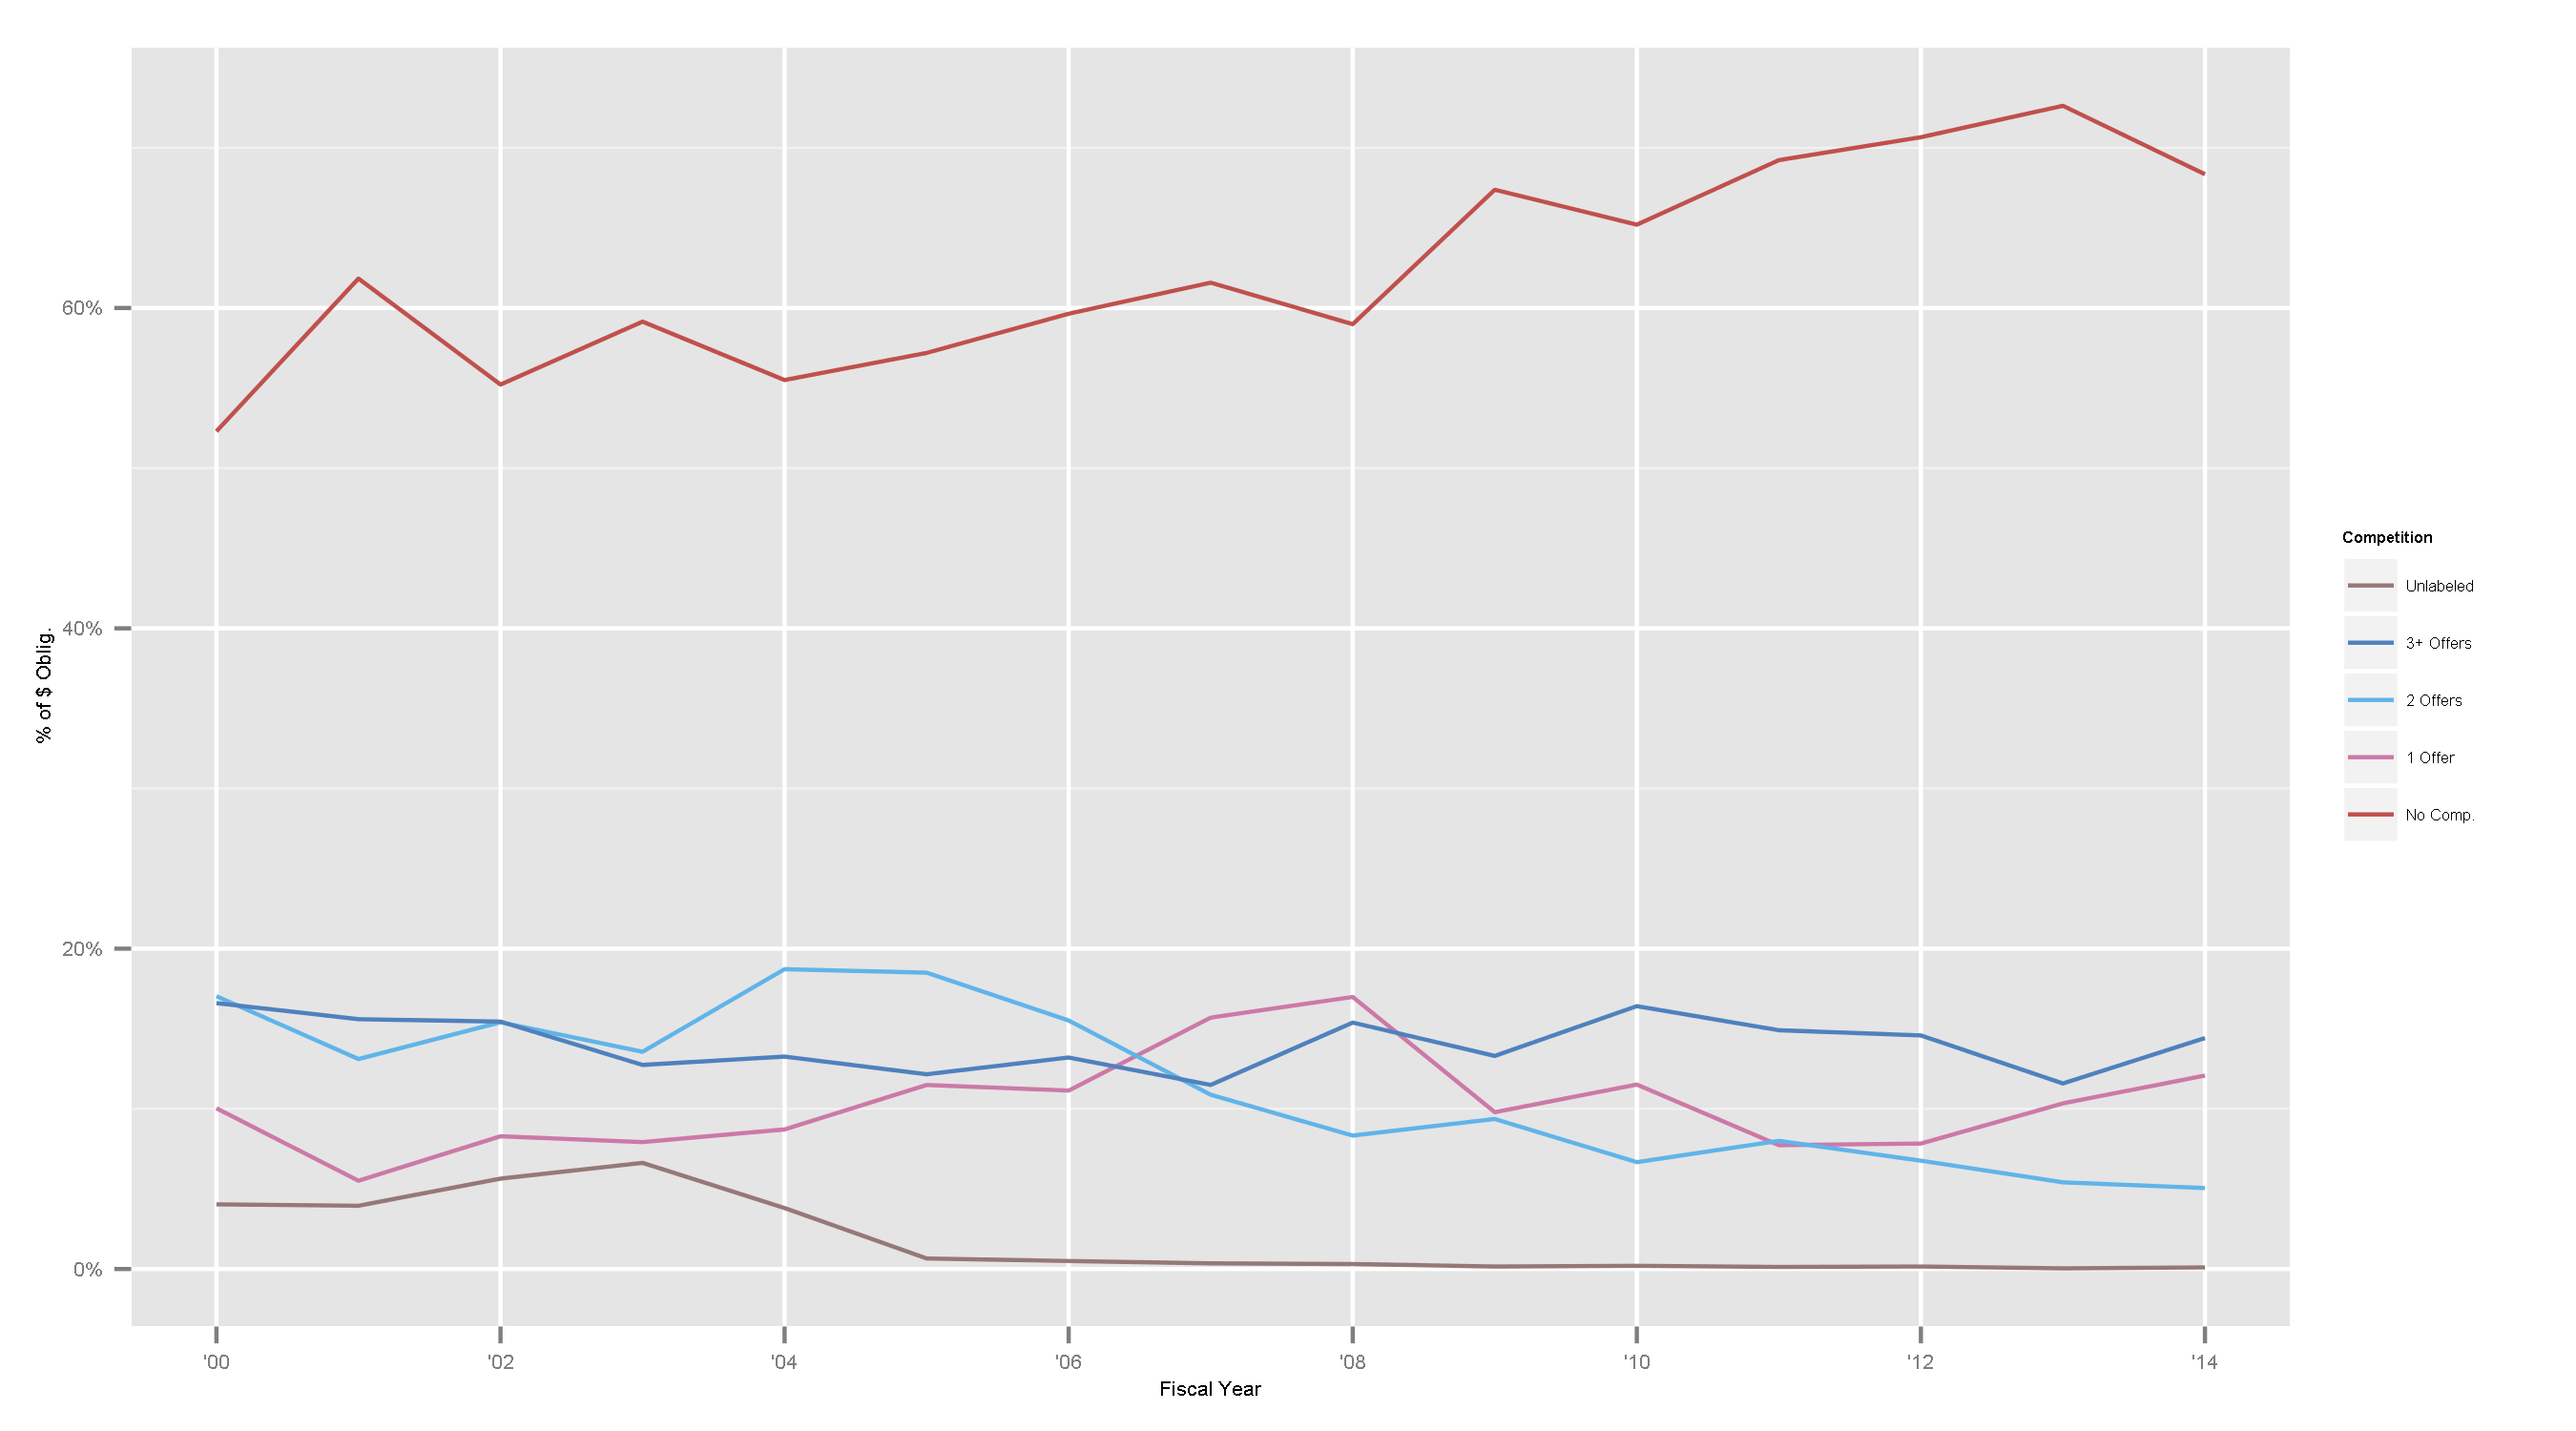 60%
40%
20%
0%
% of $ Oblig.
'00 '02 '04 '06 '08 '10 '12 '14
Fiscal Year
Competition
Unlabeled
3+ Offers
2 Offers
1 Offer
No Comp.